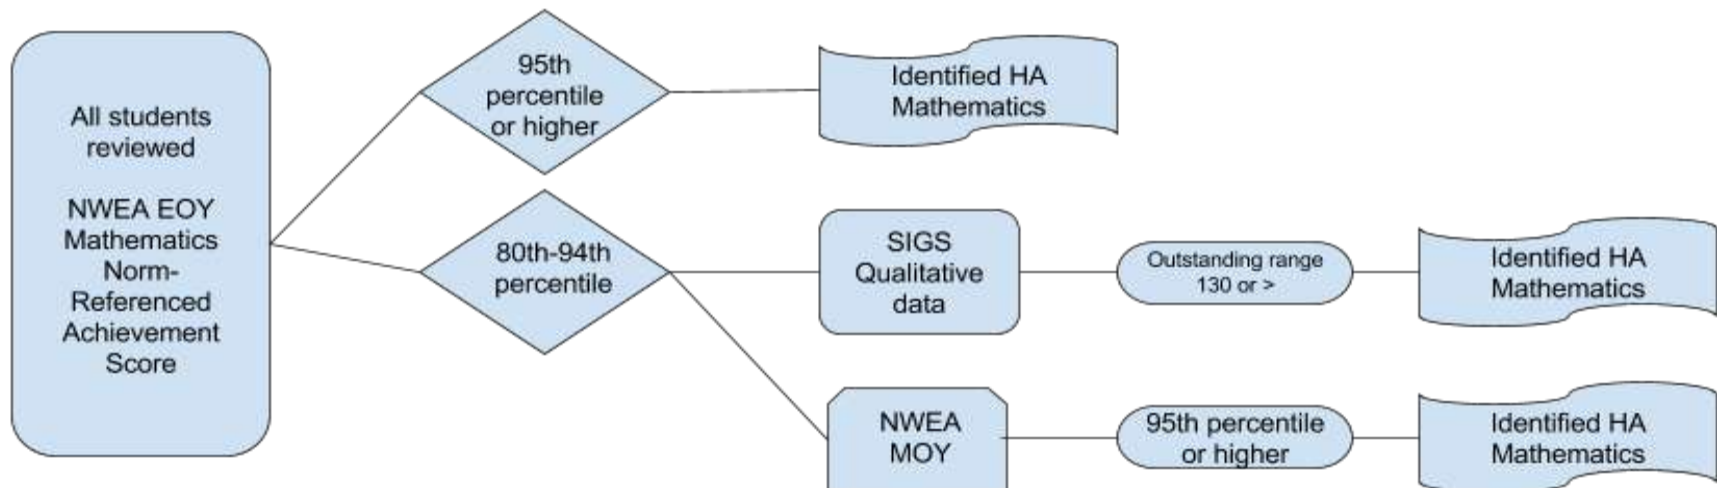 All students
reviewed
NWEA EOY
Mathematics
Norm-
Referenced
Achievement
Score
95th
percentile
or higher
Identified HA
Mathematics
80th-94th
percentile
SIGS
Qualitative
data
Outstanding range
130 or >
Identified HA
Mathematics
NWEA
MOY
95th percentile
or higher
Identified HA
Mathematics